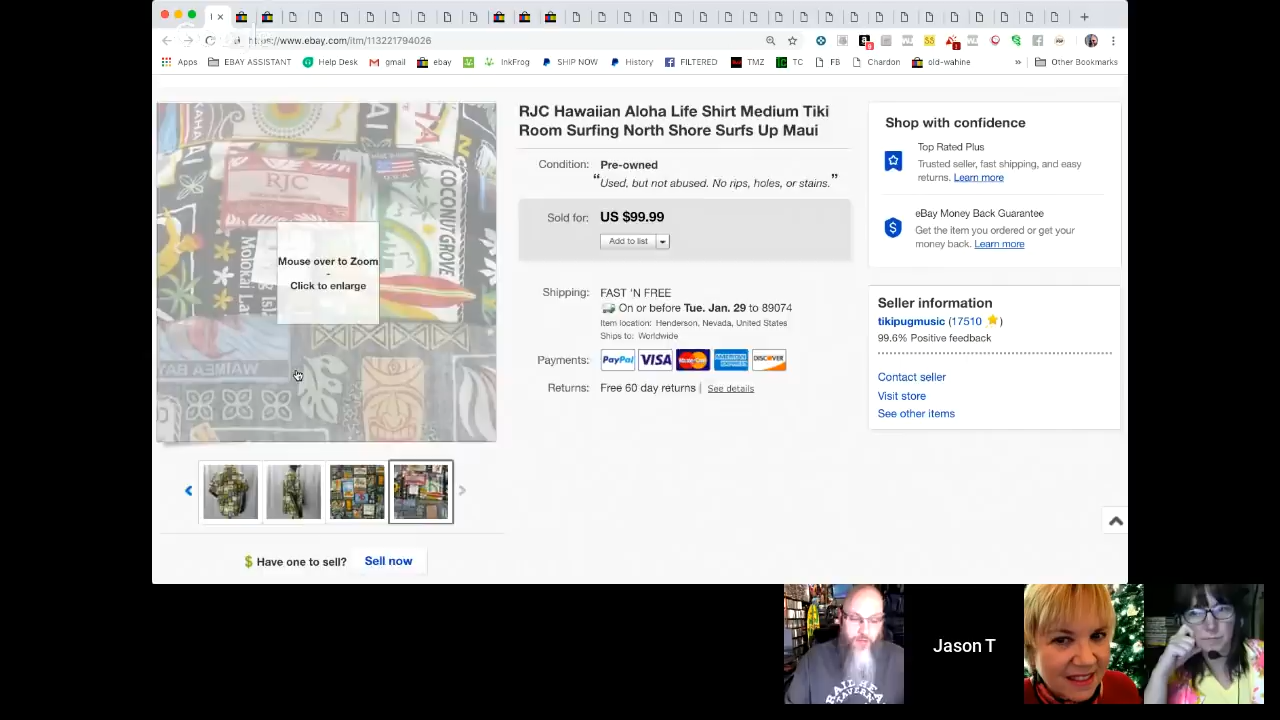 https://www.ebay.com/itm/113221794026
Apps EBAY ASSISTANT Help Desk gmail ebay InkFrog SHIP NOW History FILTERED TMZ TC FB Chardon old-wahine » Other Bookmarks
RJC Hawaiian Aloha Life Shirt Medium Tiki
Room Surfing North Shore Surfs Up Maui
Condition: Pre-owned
“Used, but not abused. No rips, holes, or stains.”
Sold for: US $99.99
Add to list
Shipping: FAST 'N FREE
On or before Tue. Jan. 29 to 89074
Item location: Henderson, Nevada, United States
Ships to: Worldwide
Payments: PayPal VISA DISCOVER
Returns: Free 60 day returns | See details
Shop with confidence
Top Rated Plus
Trusted seller, fast shipping, and easy
returns. Learn more
eBay Money Back Guarantee
Get the item you ordered or get your
money back. Learn more
Seller information
tikipugmusic (17510 )
99.6% Positive feedback
Contact seller
Visit store
See other items
RJC
COCONUT GROVE
Mouse over to Zoom
-
Click to enlarge
WAIMEA BAY
$ Have one to sell? Sell now
Jason T